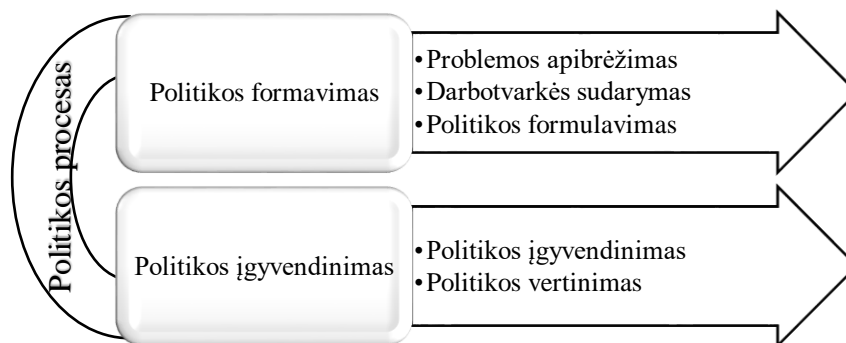 Politikos procesas
Politikos formavimas
•Problemos apibrėžimas
•Darbotvarkės sudarymas
•Politikos formulavimas
Politikos įgyvendinimas
•Politikos įgyvendinimas
•Politikos vertinimas